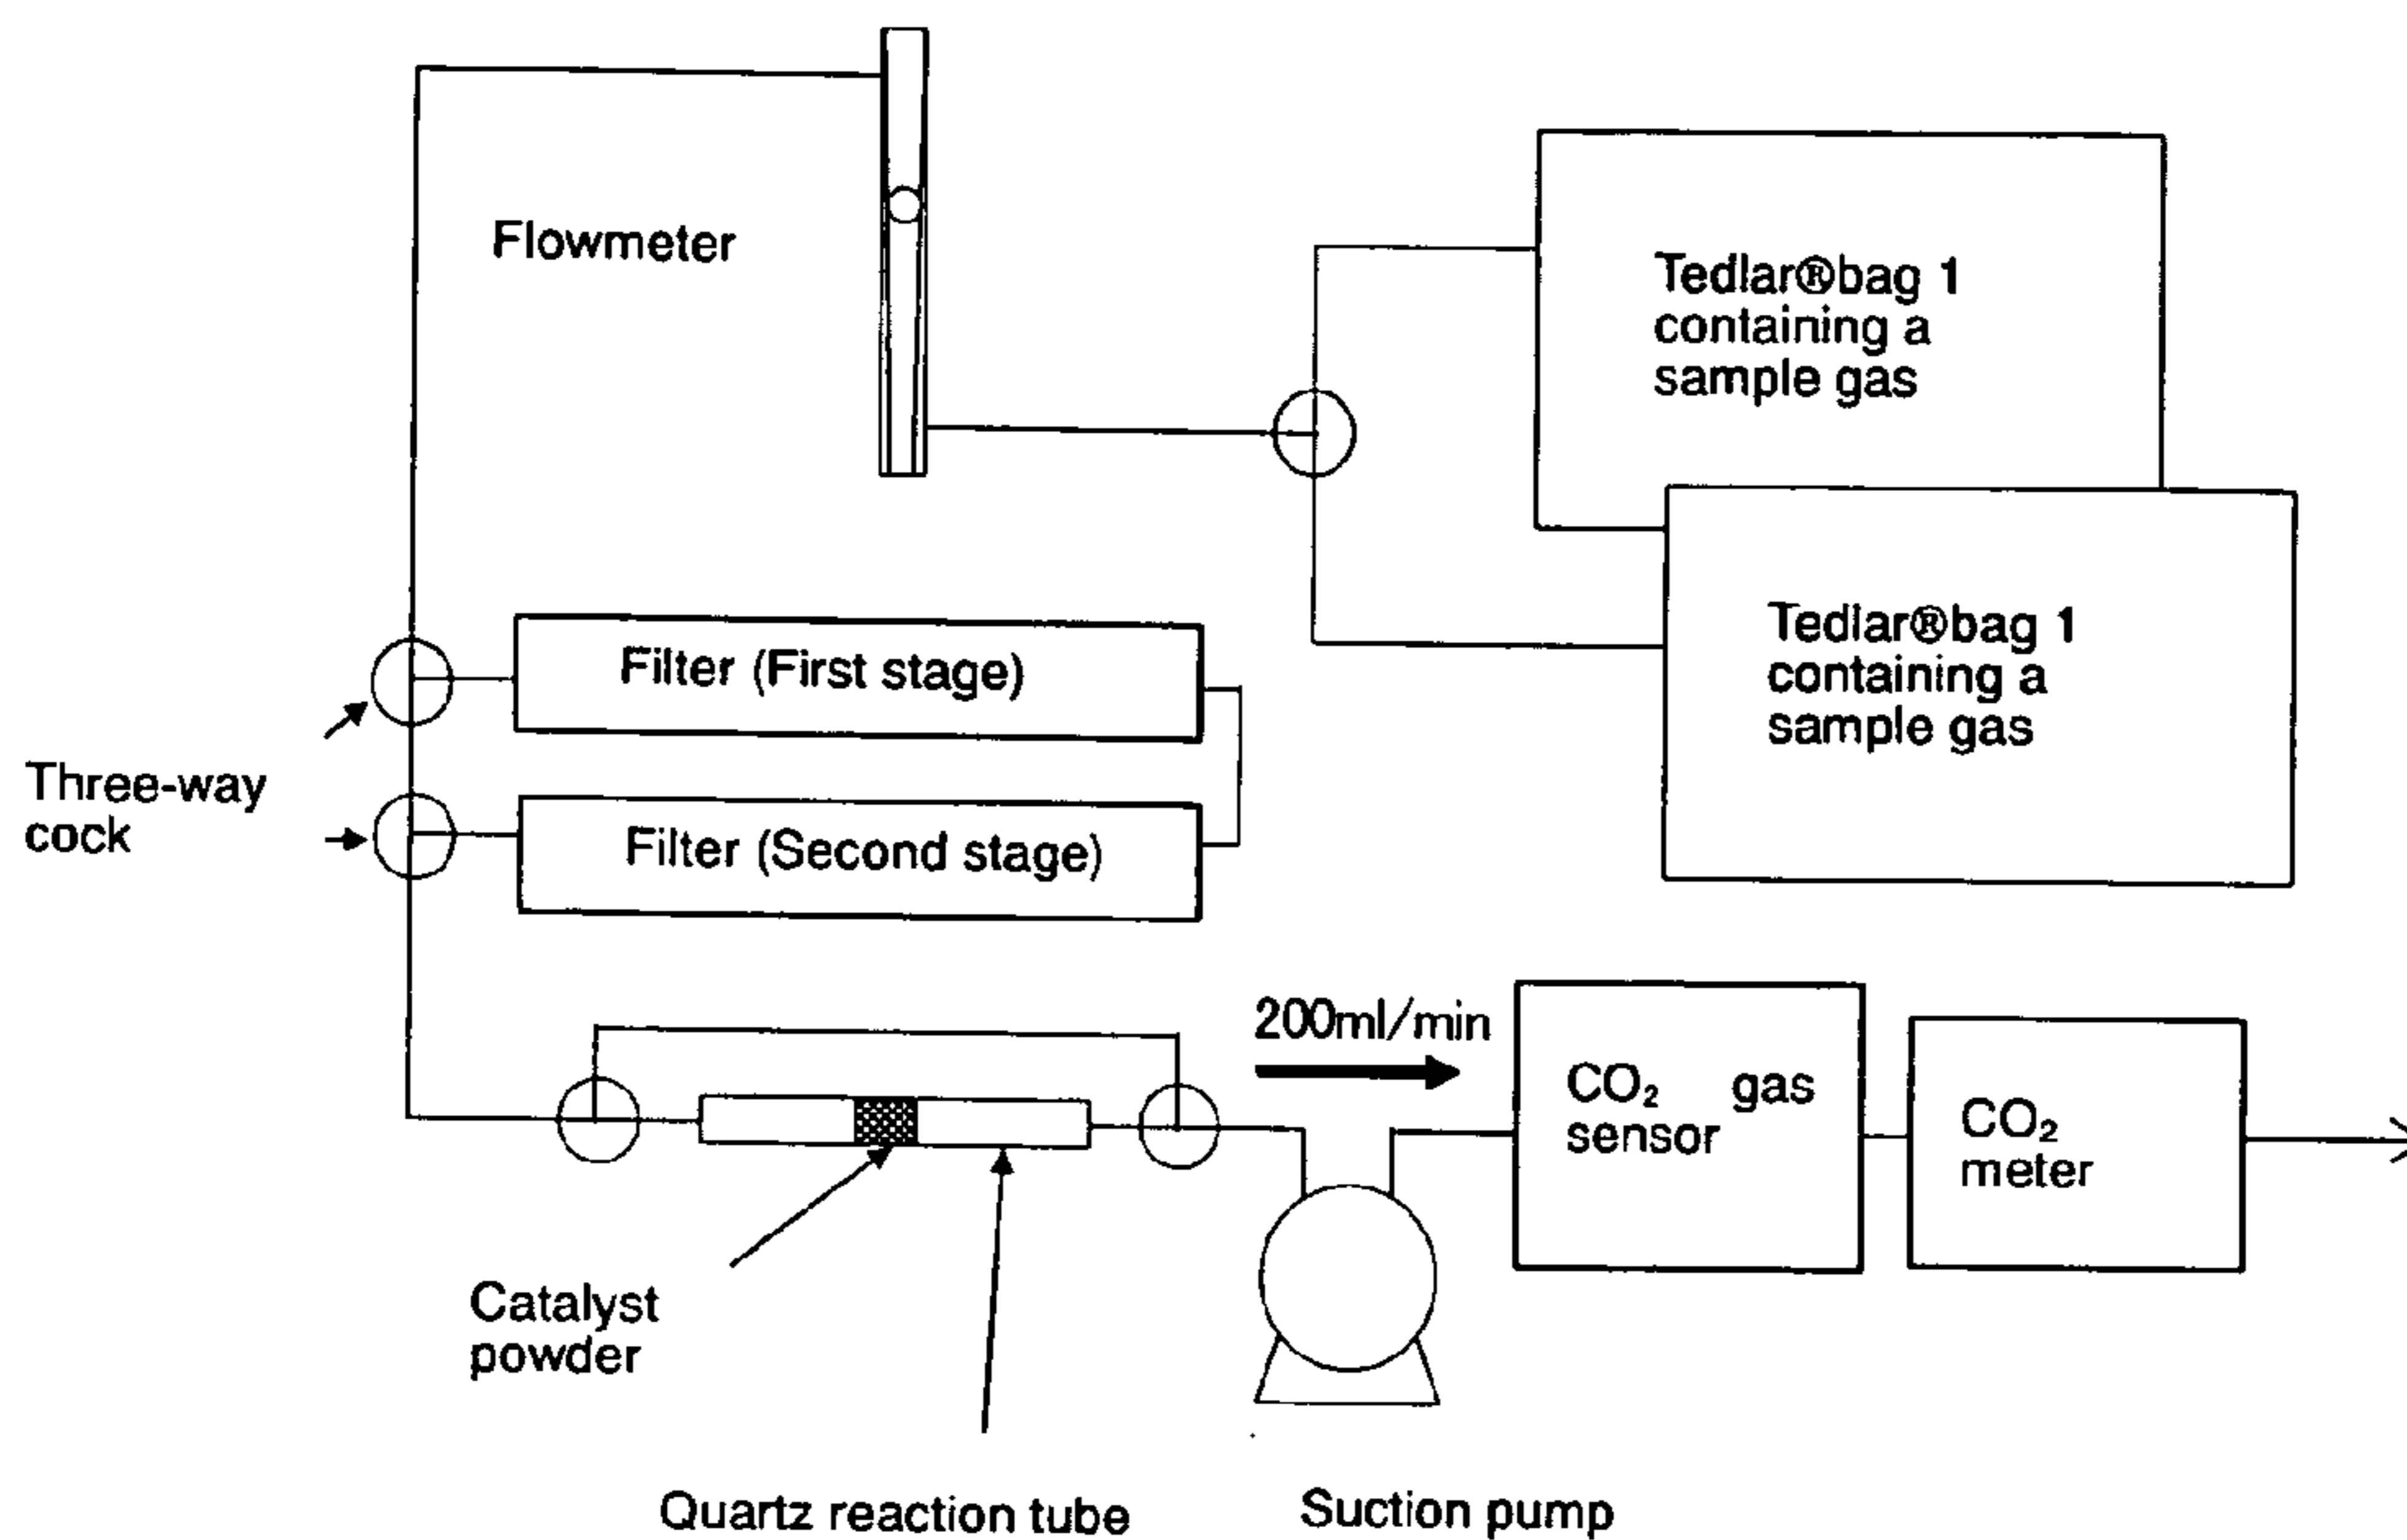 Flowmeter
Tedlar®bag 1
containing a
sample gas
Tedlar®bag 1
containing a
sample gas
Filter (First stage)
Three-way
cock
Filter (Second stage)
200ml/min
CO₂ gas
sensor
CO₂
meter
Catalyst
powder
Quartz reaction tube
Suction pump